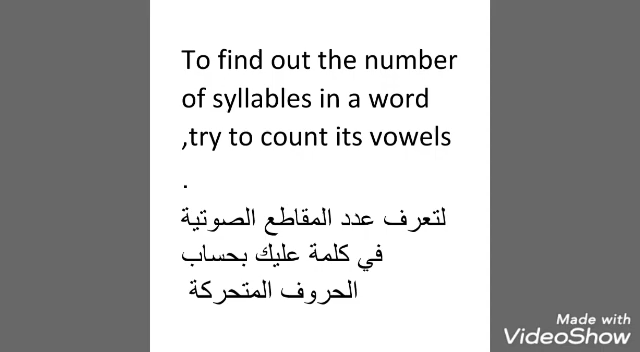 To find out the number
of syllables in a word
,try to count its vowels
.
لتعرف عدد المقاطع الصوتية
في كلمة عليك بحساب
الحروف المتحركة
Made with
VideoShow